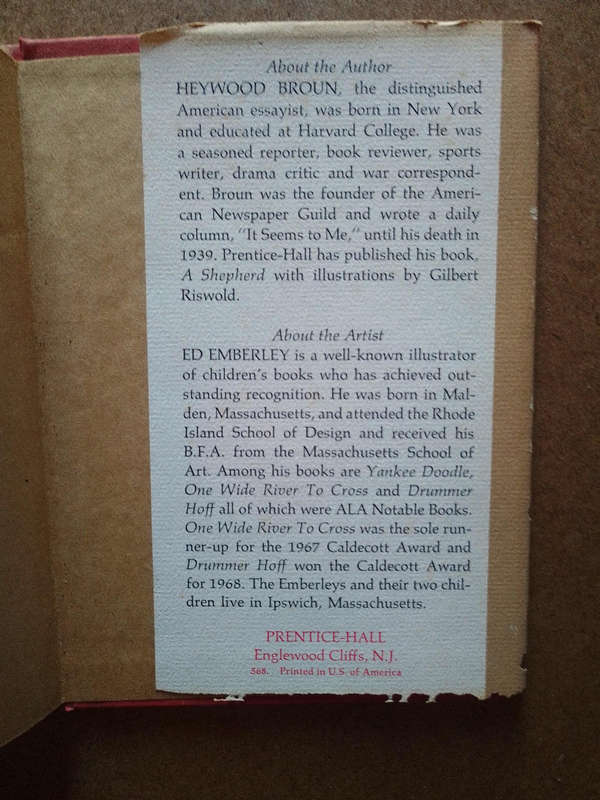 About the Author
HEYWOOD BROUN, the distinguished
American essayist, was born in New York
and educated at Harvard College. He was
a seasoned reporter, book reviewer, sports
writer, drama critic and war correspond-
ent. Broun was the founder of the Ameri-
can Newspaper Guild and wrote a daily
column, "It Seems to Me," until his death in
1939. Prentice-Hall has published his book,
A Shepherd with illustrations by Gilbert
Riswold.
About the Artist
ED EMBERLEY is a well-known illustrator
of children's books who has achieved out-
standing recognition. He was born in Mal-
den, Massachusetts, and attended the Rhode
Island School of Design and received his
B.F.A. from the Massachusetts School of
Art. Among his books are Yankee Doodle,
One Wide River To Cross and Drummer
Hoff all of which were ALA Notable Books.
One Wide River To Cross was the sole run-
ner-up for the 1967 Caldecott Award and
Drummer Hoff won the Caldecott Award
for 1968. The Emberleys and their two chil-
dren live in Ipswich, Massachusetts.
PRENTICE-HALL
Englewood Cliffs, N.J.
568. Printed in U.S. of America